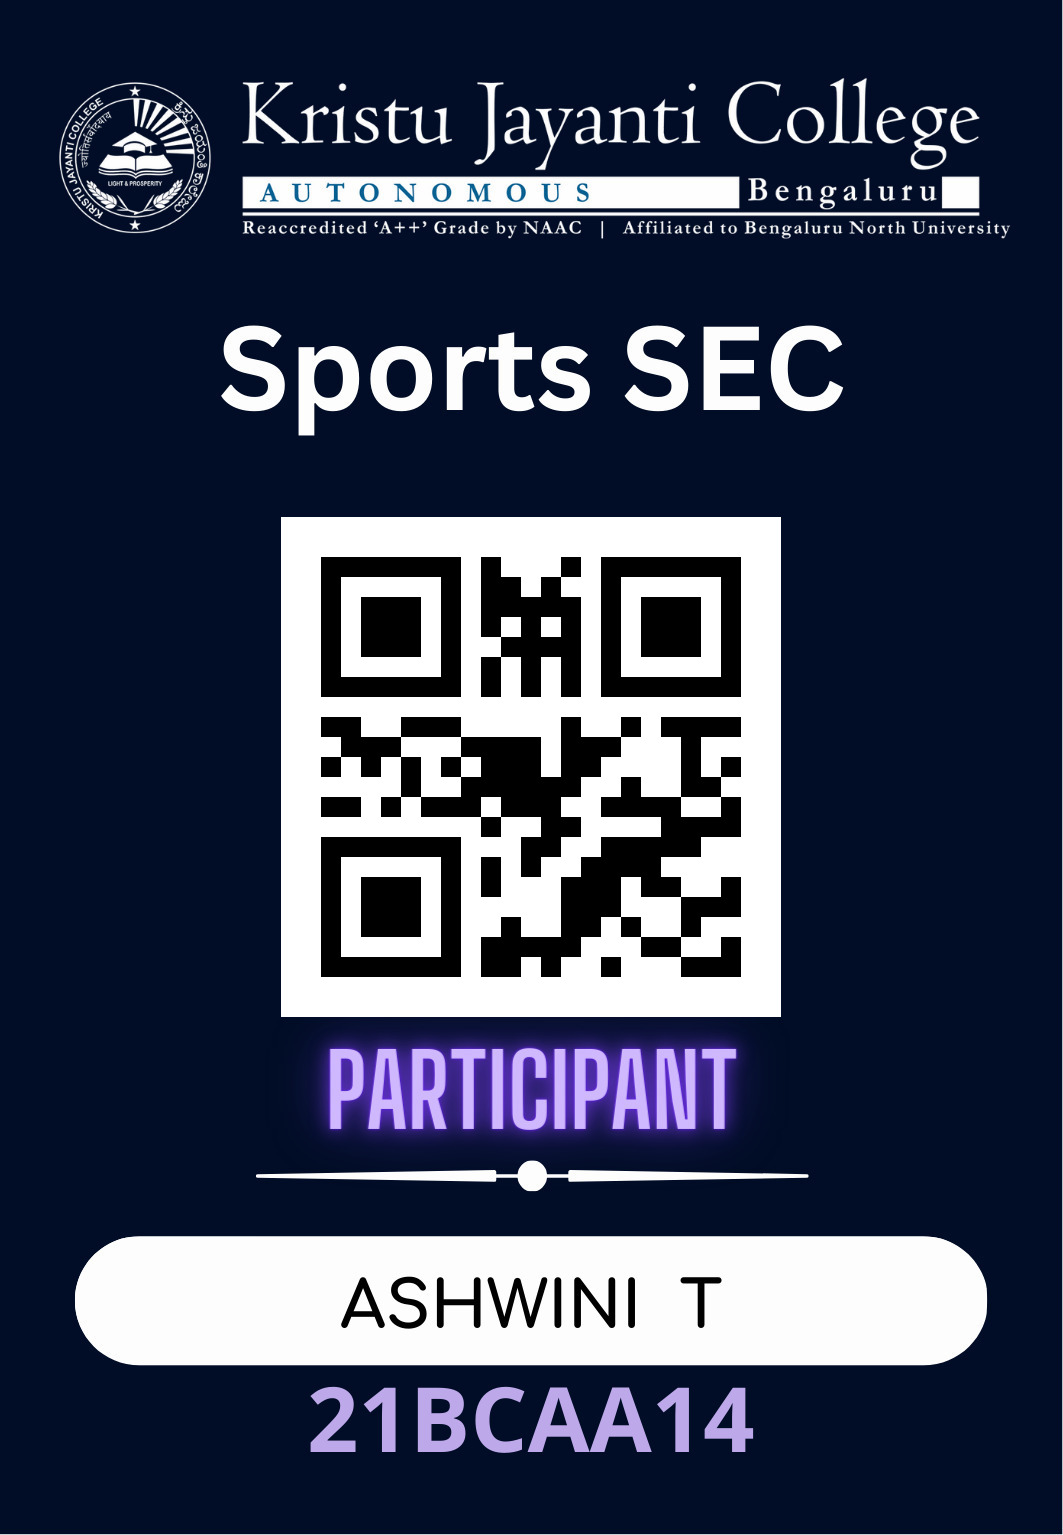 KRISTU JAYANTI COLLEGE
ಕ್ರಿಸ್ತು ಜಯಂತಿ ಕಾಲೇಜು
LIGHT & PROSPERITY
Kristu Jayanti College
AUTONOMOUS Bengaluru
Reaccredited ‘A++’ Grade by NAAC | Affiliated to Bengaluru North University
Sports SEC
PARTICIPANT
ASHWINI T
21BCAA14